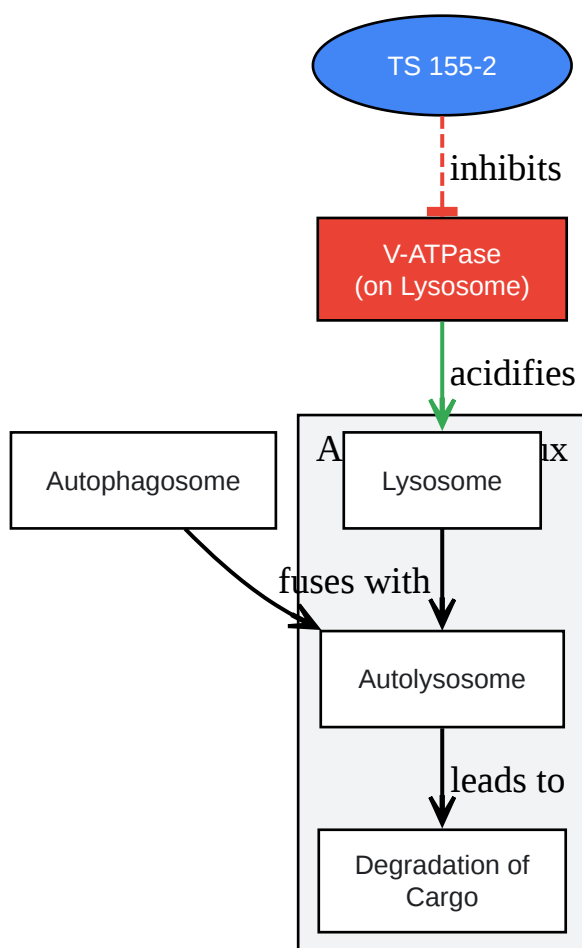 TS 155-2
inhibits
V-ATPase
(on Lysosome)
acidifies
Autophagosome
Lysosome
fuses with
Autolysosome
leads to
Degradation of
Cargo